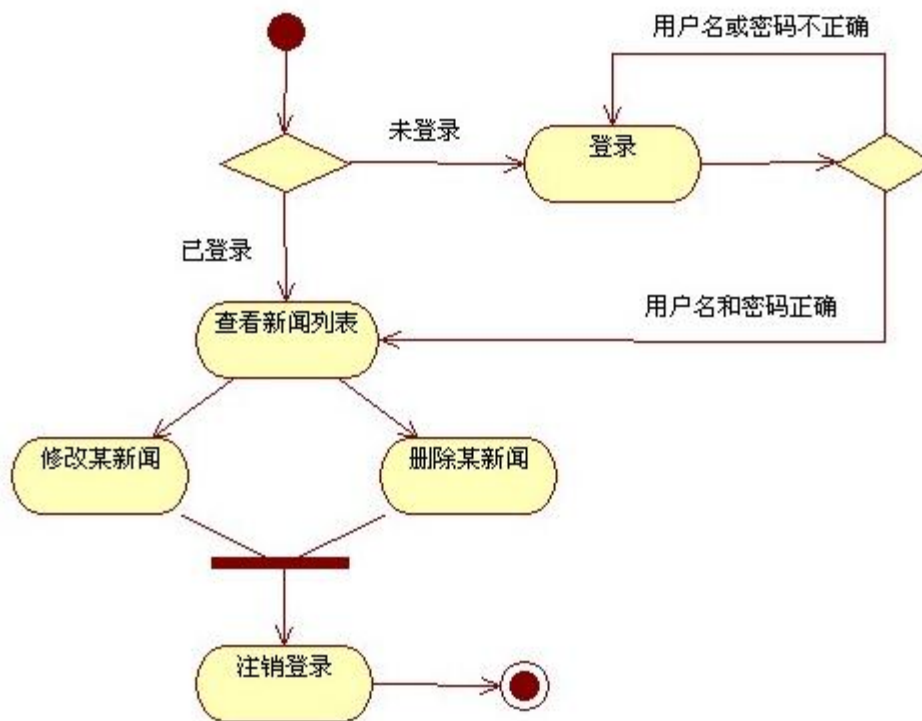 用户名或密码不正确
未登录
登录
已登录
用户名和密码正确
查看新闻列表
修改某新闻
删除某新闻
注销登录